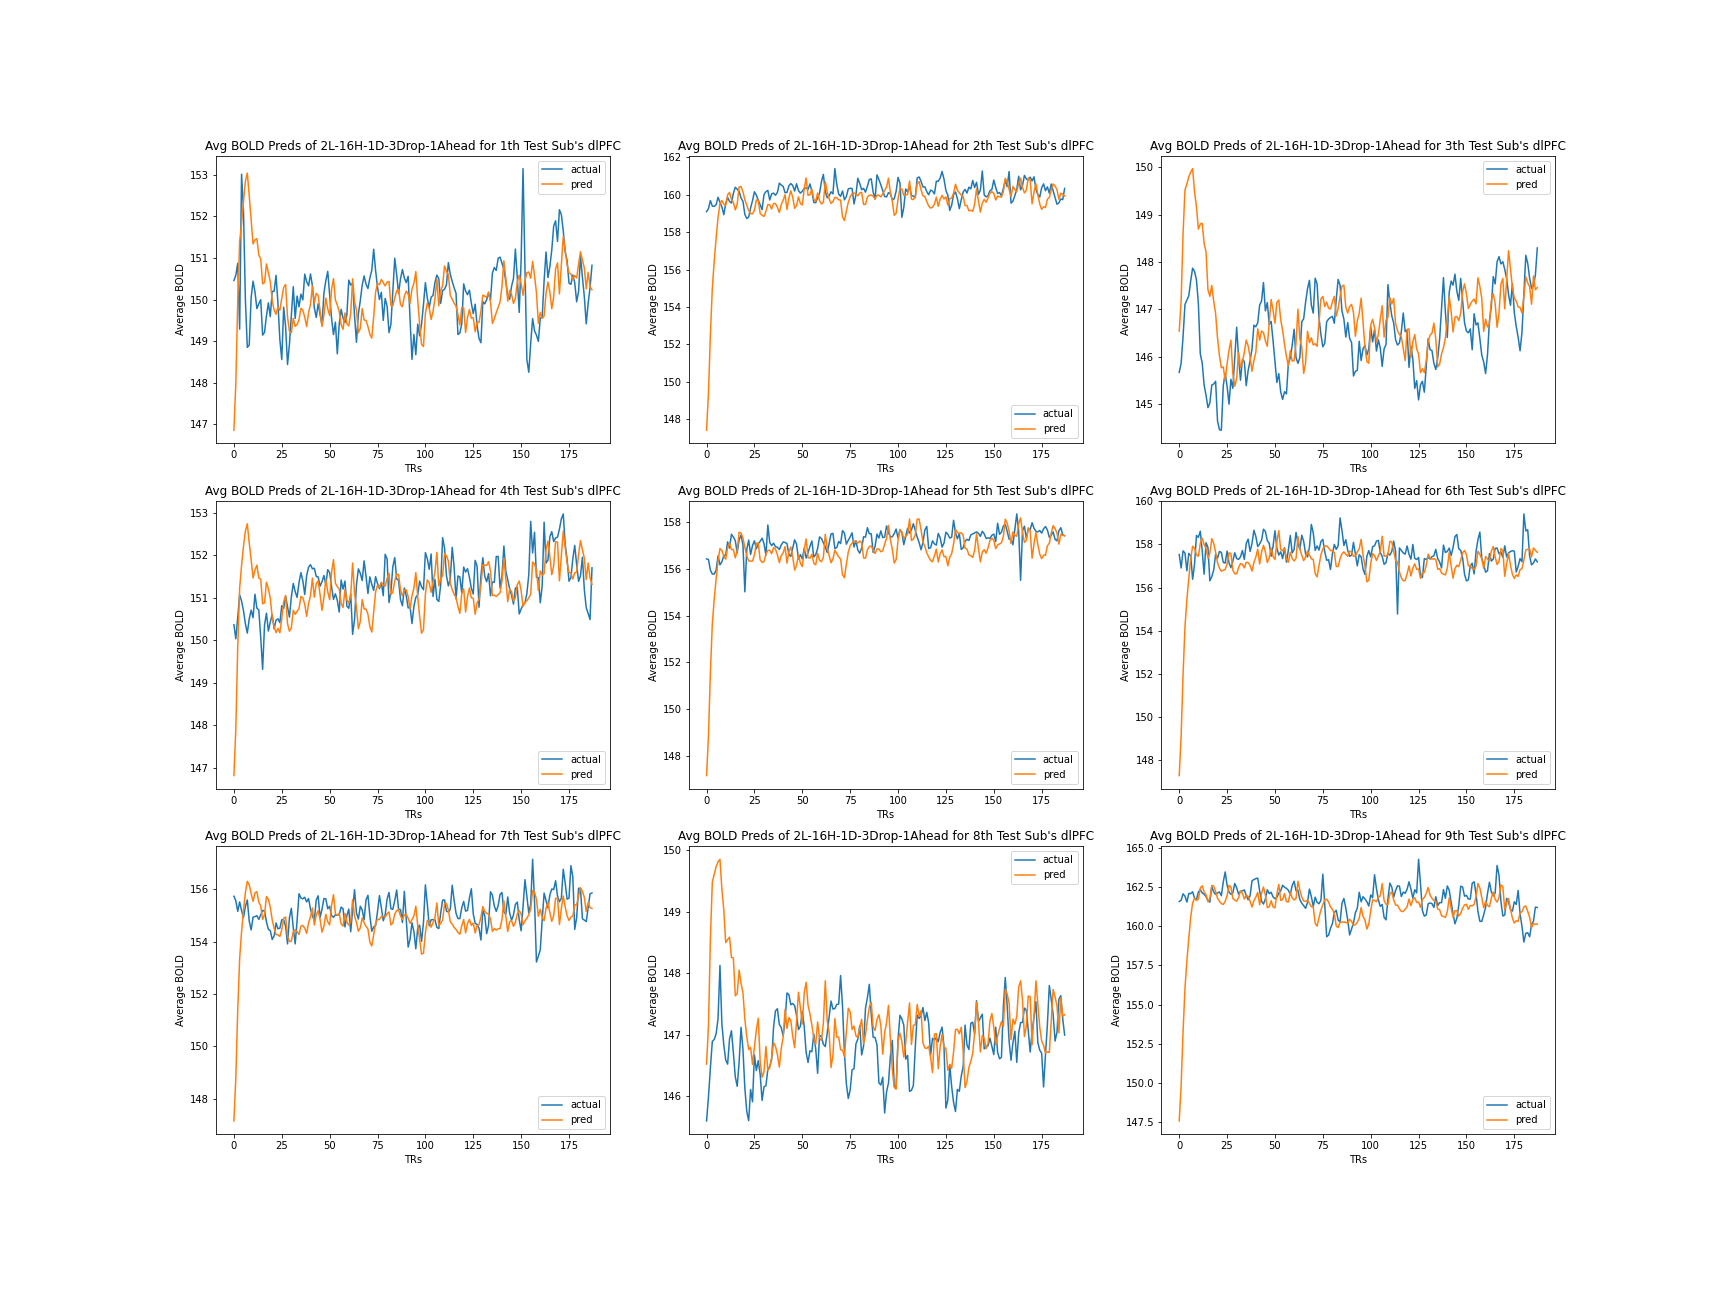 Avg BOLD Preds of 2L-16H-1D-3Drop-1Ahead for 1th Test Sub's dlPFC
Average BOLD
153
152
151
150
149
148
147
0 25 50 75 100 125 150 175
TRs
actual
pred
Avg BOLD Preds of 2L-16H-1D-3Drop-1Ahead for 2th Test Sub's dlPFC
Average BOLD
162
160
158
156
154
152
150
148
0 25 50 75 100 125 150 175
TRs
actual
pred
Avg BOLD Preds of 2L-16H-1D-3Drop-1Ahead for 3th Test Sub's dlPFC
Average BOLD
150
149
148
147
146
145
0 25 50 75 100 125 150 175
TRs
actual
pred
Avg BOLD Preds of 2L-16H-1D-3Drop-1Ahead for 4th Test Sub's dlPFC
Average BOLD
153
152
151
150
149
148
147
0 25 50 75 100 125 150 175
TRs
actual
pred
Avg BOLD Preds of 2L-16H-1D-3Drop-1Ahead for 5th Test Sub's dlPFC
Average BOLD
158
156
154
152
150
148
0 25 50 75 100 125 150 175
TRs
actual
pred
Avg BOLD Preds of 2L-16H-1D-3Drop-1Ahead for 6th Test Sub's dlPFC
Average BOLD
160
158
156
154
152
150
148
0 25 50 75 100 125 150 175
TRs
actual
pred
Avg BOLD Preds of 2L-16H-1D-3Drop-1Ahead for 7th Test Sub's dlPFC
Average BOLD
156
154
152
150
148
0 25 50 75 100 125 150 175
TRs
actual
pred
Avg BOLD Preds of 2L-16H-1D-3Drop-1Ahead for 8th Test Sub's dlPFC
Average BOLD
150
149
148
147
146
0 25 50 75 100 125 150 175
TRs
actual
pred
Avg BOLD Preds of 2L-16H-1D-3Drop-1Ahead for 9th Test Sub's dlPFC
Average BOLD
165.0
162.5
160.0
157.5
155.0
152.5
150.0
147.5
0 25 50 75 100 125 150 175
TRs
actual
pred